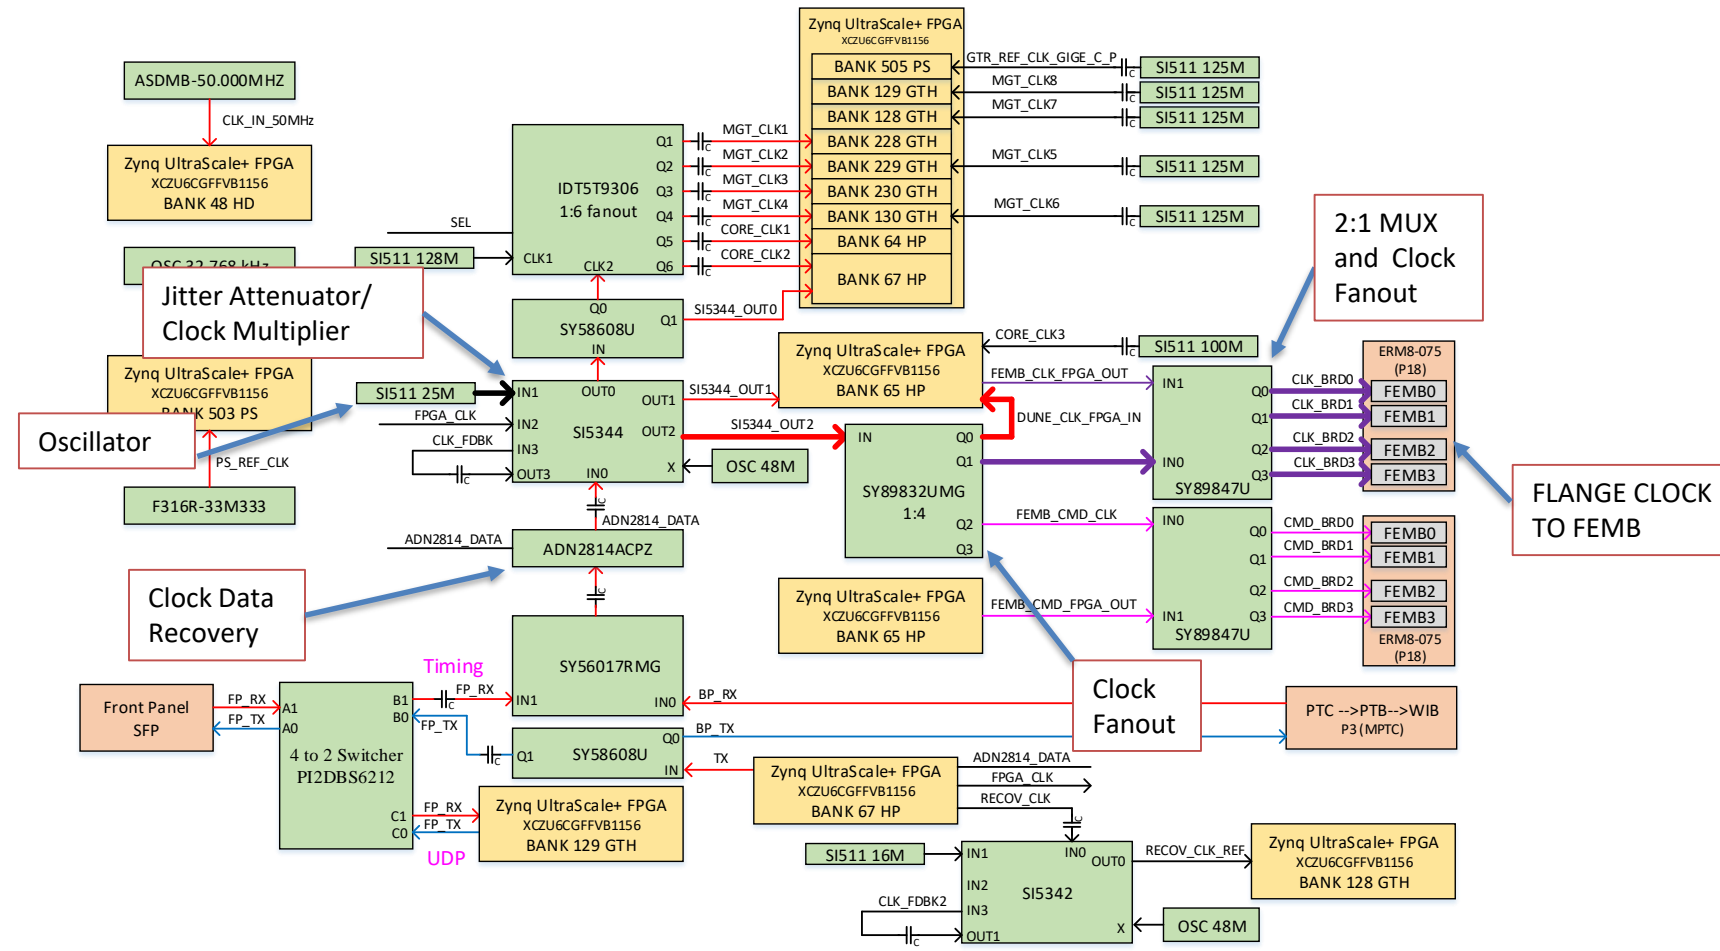 ASDMB-50.000MHZ
CLK_IN_50MHz
Zynq UltraScale+ FPGA
XCZU6CGFFVB1156
BANK 48 HD
OSC 32.768 kHz
Jitter Attenuator/
Clock Multiplier
Zynq UltraScale+ FPGA
XCZU6CGFFVB1156
BANK 503 PS
Oscillator
PS_REF_CLK
F316R-33M333
SEL
SI511 128M
Q1
Q2
Q3
Q4
Q5
Q6
IDT5T9306
1:6 fanout
CLK1
CLK2
C
C
C
C
C
C
MGT_CLK1
MGT_CLK2
MGT_CLK3
MGT_CLK4
CORE_CLK1
CORE_CLK2
Zynq UltraScale+ FPGA
XCZU6CGFFVB1156
BANK 505 PS
BANK 129 GTH
BANK 128 GTH
BANK 228 GTH
BANK 229 GTH
BANK 230 GTH
BANK 130 GTH
BANK 64 HP
BANK 67 HP
GTR_REF_CLK_GIGE_C_P
C
SI511 125M
MGT_CLK8
C
SI511 125M
MGT_CLK7
C
SI511 125M
MGT_CLK5
C
SI511 125M
MGT_CLK6
C
SI511 125M
2:1 MUX
and Clock
Fanout
Q0
Q1
SY58608U
IN
SI5344_OUT0
SI511 25M
FPGA_CLK
CLK_FDBK
C
IN1
IN2
IN3
OUT3
OUT0
OUT1
OUT2
SI5344
IN0
X
SI5344_OUT1
SI5344_OUT2
OSC 48M
C
ADN2814_DATA
ADN2814_DATA
ADN2814ACPZ
C
Clock Data
Recovery
Zynq UltraScale+ FPGA
XCZU6CGFFVB1156
BANK 65 HP
CORE_CLK3
C
SI511 100M
FEMB_CLK_FPGA_OUT
DUNE_CLK_FPGA_IN
IN
Q0
Q1
Q2
Q3
SY89832UMG
1:4
FEMB_CMD_CLK
IN1
IN0
Q0
Q1
Q2
Q3
SY89847U
CLK_BRD0
CLK_BRD1
CLK_BRD2
CLK_BRD3
ERM8-075
(P18)
FEMB0
FEMB1
FEMB2
FEMB3
FLANGE CLOCK
TO FEMB
Zynq UltraScale+ FPGA
XCZU6CGFFVB1156
BANK 65 HP
FEMB_CMD_FPGA_OUT
IN0
IN1
Q0
Q1
Q2
Q3
SY89847U
CMD_BRD0
CMD_BRD1
CMD_BRD2
CMD_BRD3
FEMB0
FEMB1
FEMB2
FEMB3
ERM8-075
(P18)
Clock
Fanout
Front Panel
SFP
FP_RX
FP_TX
A1
A0
B1
B0
C1
C0
4 to 2 Switcher
PI2DBS6212
Timing
FP_RX
C
FP_TX
C
IN1
SY56017RMG
IN0
BP_RX
Q1
SY58608U
Q0
IN
BP_TX
TX
PTC -->PTB-->WIB
P3 (MPTC)
FP_RX
FP_TX
UDP
Zynq UltraScale+ FPGA
XCZU6CGFFVB1156
BANK 129 GTH
Zynq UltraScale+ FPGA
XCZU6CGFFVB1156
BANK 67 HP
ADN2814_DATA
FPGA_CLK
RECOV_CLK
C
SI511 16M
IN1
IN2
IN3
OUT1
IN0
OUT0
SI5342
X
CLK_FDBK2
C
RECOV_CLK_REF
OSC 48M
Zynq UltraScale+ FPGA
XCZU6CGFFVB1156
BANK 128 GTH